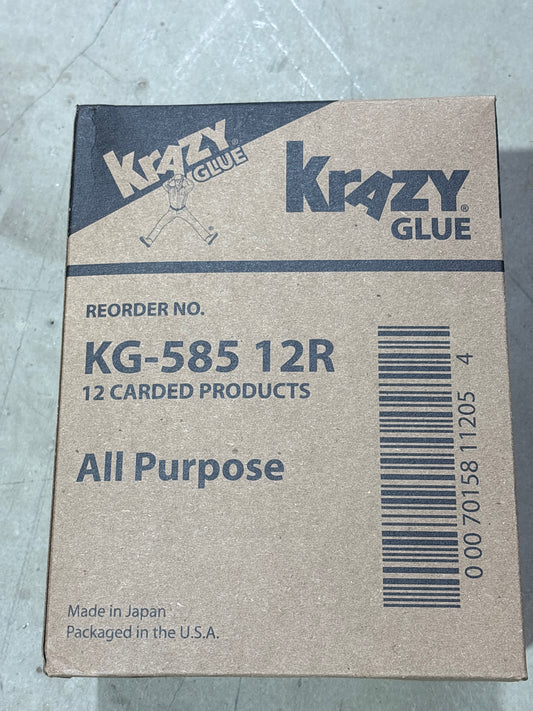 KRAZY
GLUE
KRAZY®
GLUE
REORDER NO.
KG-585 12R
12 CARDED PRODUCTS
All Purpose
0 00 70158 11205 4
Made in Japan
Packaged in the U.S.A.